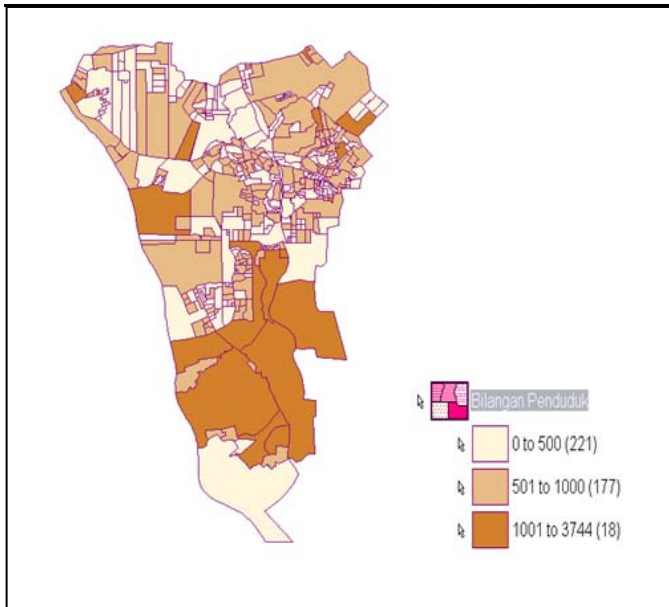 Bilangan Penduduk
0 to 500 (221)
501 to 1000 (177)
1001 to 3744 (18)